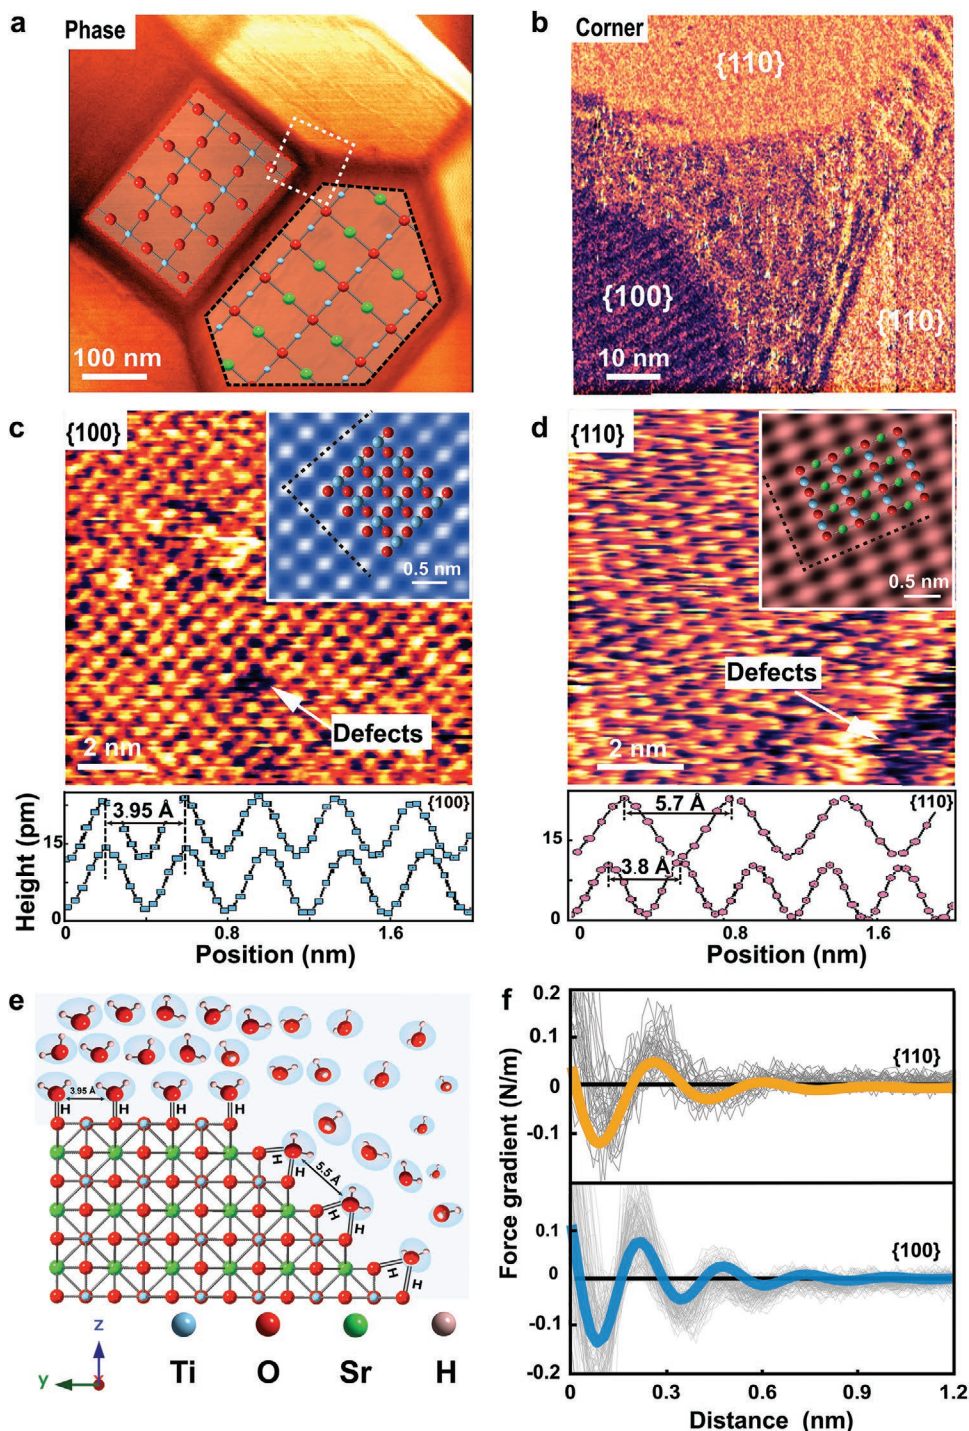 a
Phase
100 nm
b
Corner
{110}
{100}
{110}
10 nm
c
{100}
0.5 nm
Defects
2 nm
d
{110}
0.5 nm
Defects
2 nm
Height (pm)
15
0
3.95 Å
{100}
0 0.8 1.6
Position (nm)
15
0
5.7 Å
{110}
3.8 Å
0 0.8 1.6
Position (nm)
e
3.95 Å
H H H H
H
H
5.5 Å
H
H
H
H
z
y
x
Ti O Sr H
f
Force gradient (N/m)
0.2
0.1
0
-0.1
{110}
0.1
0
-0.1
-0.2
{100}
0 0.3 0.6 0.9 1.2
Distance (nm)